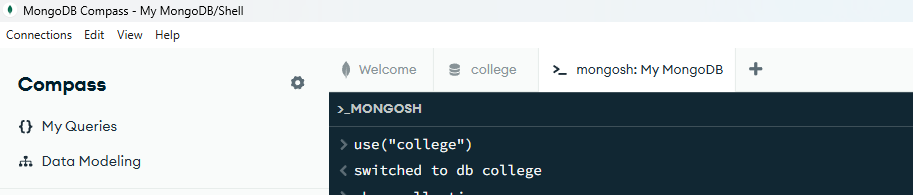 MongoDB Compass - My MongoDB/Shell
Connections Edit View Help
Compass
My Queries
Data Modeling
Welcome
college
>_ mongosh: My MongoDB
+
>_MONGOSH
> use("college")
< switched to db college